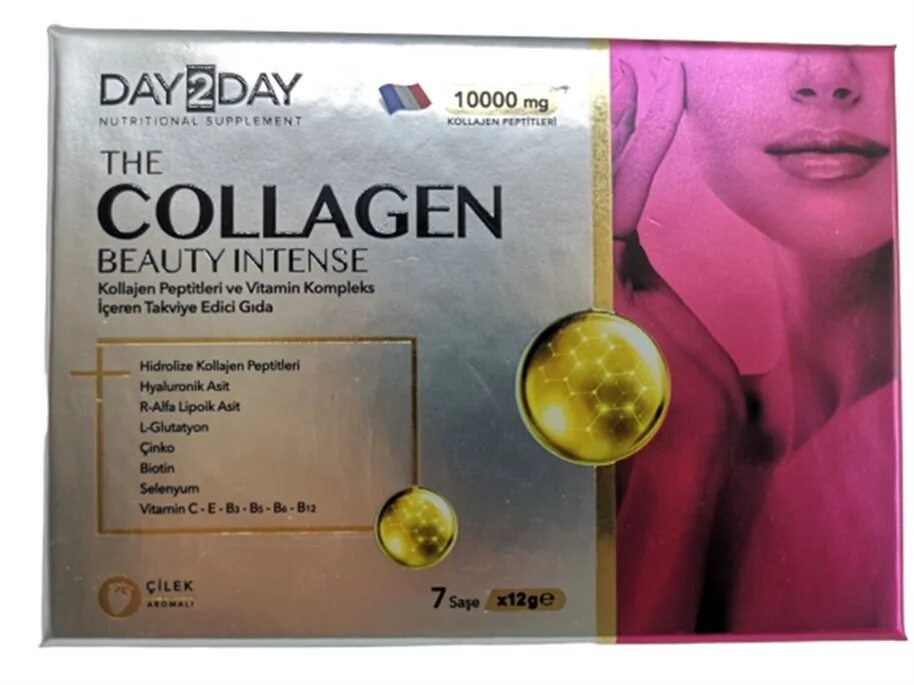 DAY2DAY
NUTRITIONAL SUPPLEMENT
10000 mg
KOLLAJEN PEPTİTLERİ
THE
COLLAGEN
BEAUTY INTENSE
Kollajen Peptitleri ve Vitamin Kompleks
İçeren Takviye Edici Gıda
Hidrolize Kollajen Peptitleri
Hyaluronik Asit
R-Alfa Lipoik Asit
L-Glutatyon
Çinko
Biotin
Selenyum
Vitamin C - E - B3 - B5 - B6 - B12
ÇİLEK
AROMALI
7 Saşe x12g℮